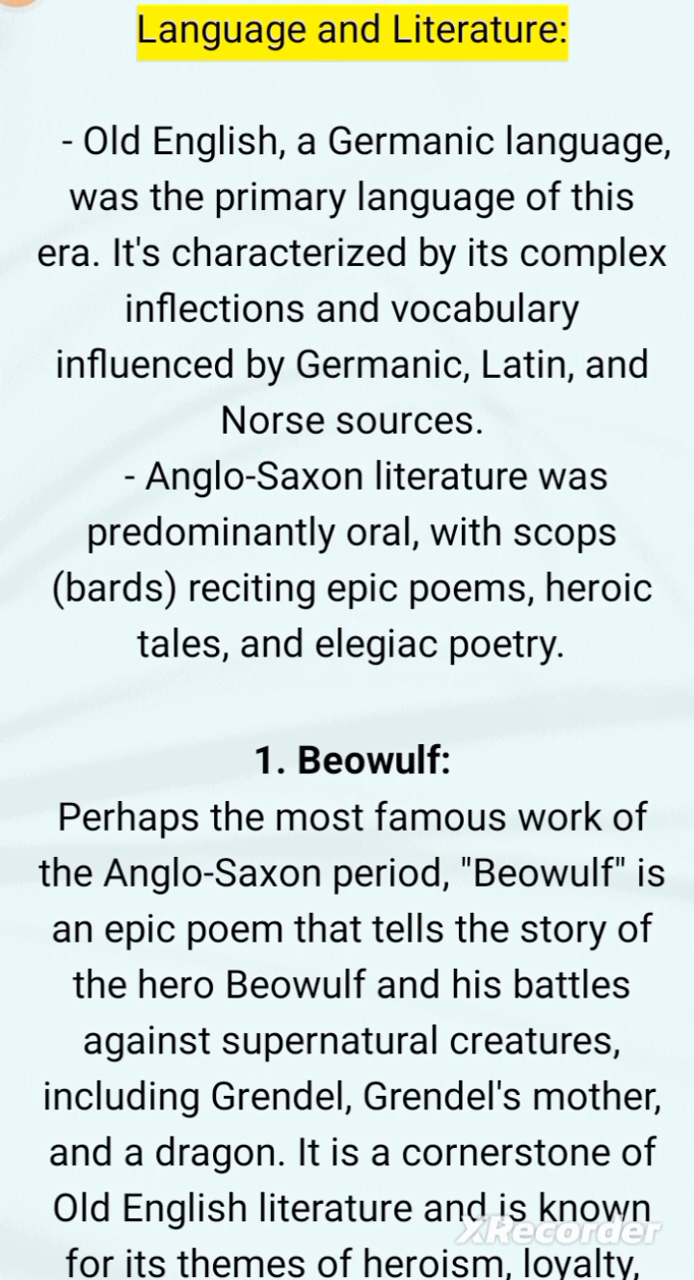 Language and Literature:
- Old English, a Germanic language,
was the primary language of this
era. It's characterized by its complex
inflections and vocabulary
influenced by Germanic, Latin, and
Norse sources.
- Anglo-Saxon literature was
predominantly oral, with scops
(bards) reciting epic poems, heroic
tales, and elegiac poetry.
1. Beowulf:
Perhaps the most famous work of
the Anglo-Saxon period, "Beowulf" is
an epic poem that tells the story of
the hero Beowulf and his battles
against supernatural creatures,
including Grendel, Grendel's mother,
and a dragon. It is a cornerstone of
Old English literature and is known
XRecorder
for its themes of heroism, loyalty,